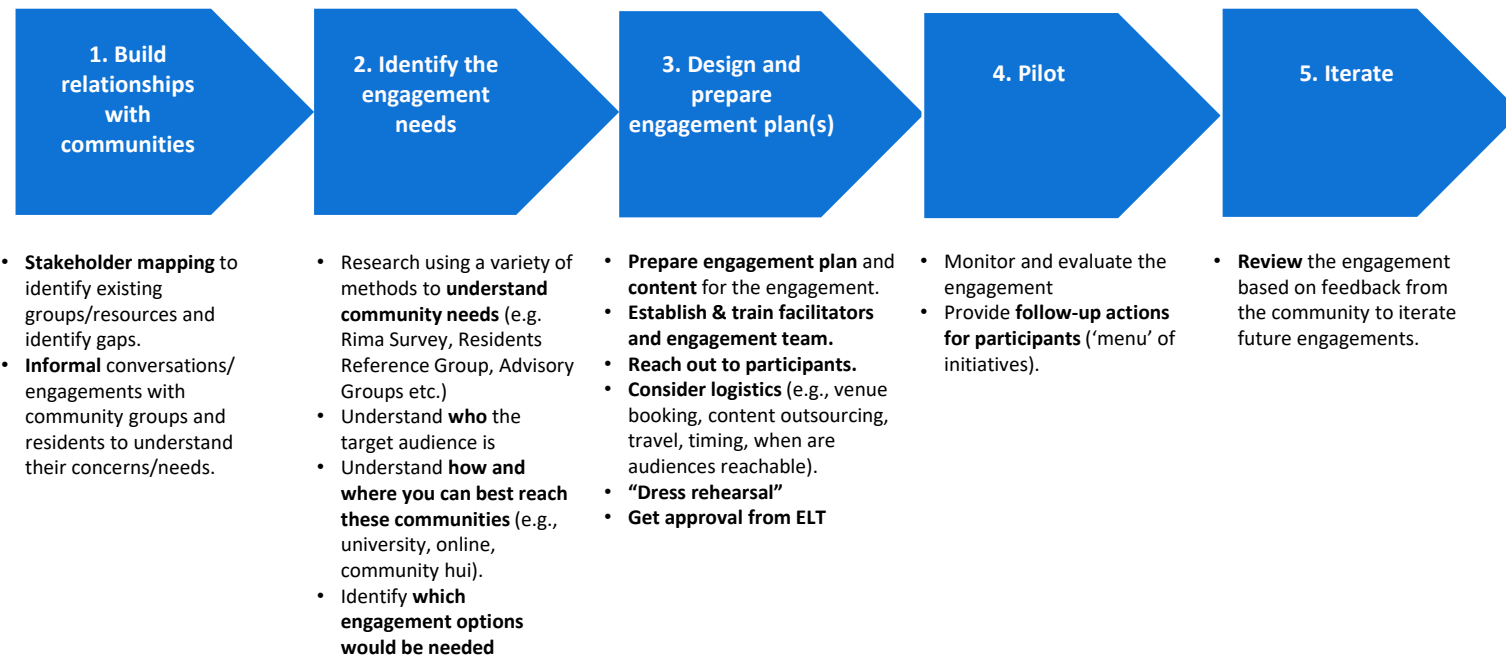 1. Build
relationships
with
communities
2. Identify the
engagement
needs
3. Design and
prepare
engagement plan(s)
4. Pilot
5. Iterate
• Stakeholder mapping to
identify existing
groups/resources and
identify gaps.
• Informal conversations/
engagements with
community groups and
residents to understand
their concerns/needs.
• Research using a variety of
methods to understand
community needs (e.g.
Rima Survey, Residents
Reference Group, Advisory
Groups etc.)
• Understand who the
target audience is
• Understand how and
where you can best reach
these communities (e.g.,
university, online,
community hui).
• Identify which
engagement options
would be needed
• Prepare engagement plan and
content for the engagement.
• Establish & train facilitators
and engagement team.
• Reach out to participants.
• Consider logistics (e.g., venue
booking, content outsourcing,
travel, timing, when are
audiences reachable).
• “Dress rehearsal”
• Get approval from ELT
• Monitor and evaluate the
engagement
• Provide follow-up actions
for participants (‘menu’ of
initiatives).
• Review the engagement
based on feedback from
the community to iterate
future engagements.